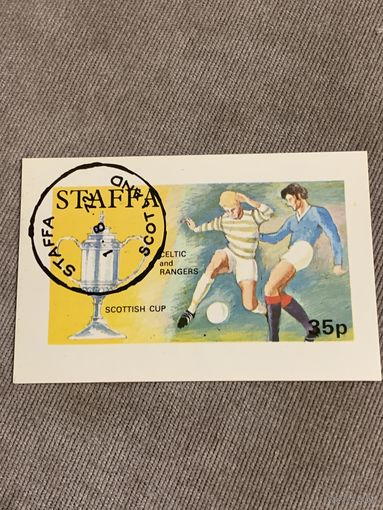 STAFFA
CELTIC
and
RANGERS
SCOTTISH CUP
35p
STAFFA SCOTLAND